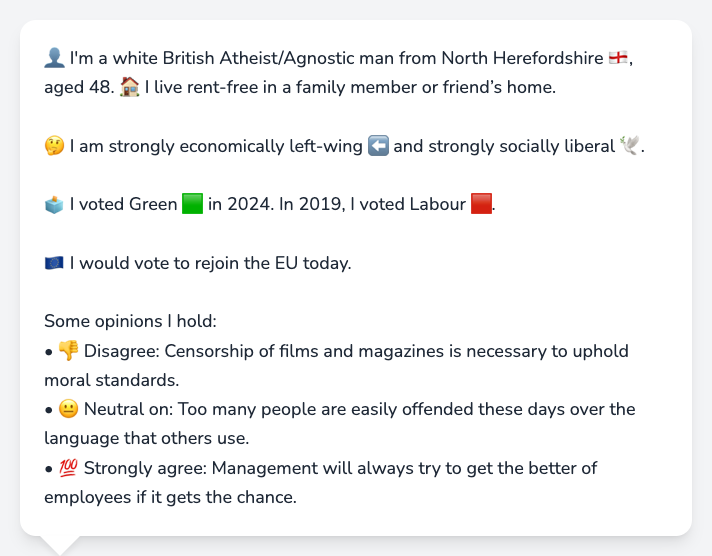 👤 I'm a white British Atheist/Agnostic man from North Herefordshire 🏴󠁧󠁢󠁥󠁮󠁧󠁿,
aged 48. 🏠 I live rent-free in a family member or friend’s home.
🤔 I am strongly economically left-wing ⬅️ and strongly socially liberal 🕊️.
🗳️ I voted Green 🟩 in 2024. In 2019, I voted Labour 🟥.
🇪🇺 I would vote to rejoin the EU today.
Some opinions I hold:
• 👎 Disagree: Censorship of films and magazines is necessary to uphold
moral standards.
• 😐 Neutral on: Too many people are easily offended these days over the
language that others use.
• 💯 Strongly agree: Management will always try to get the better of
employees if it gets the chance.